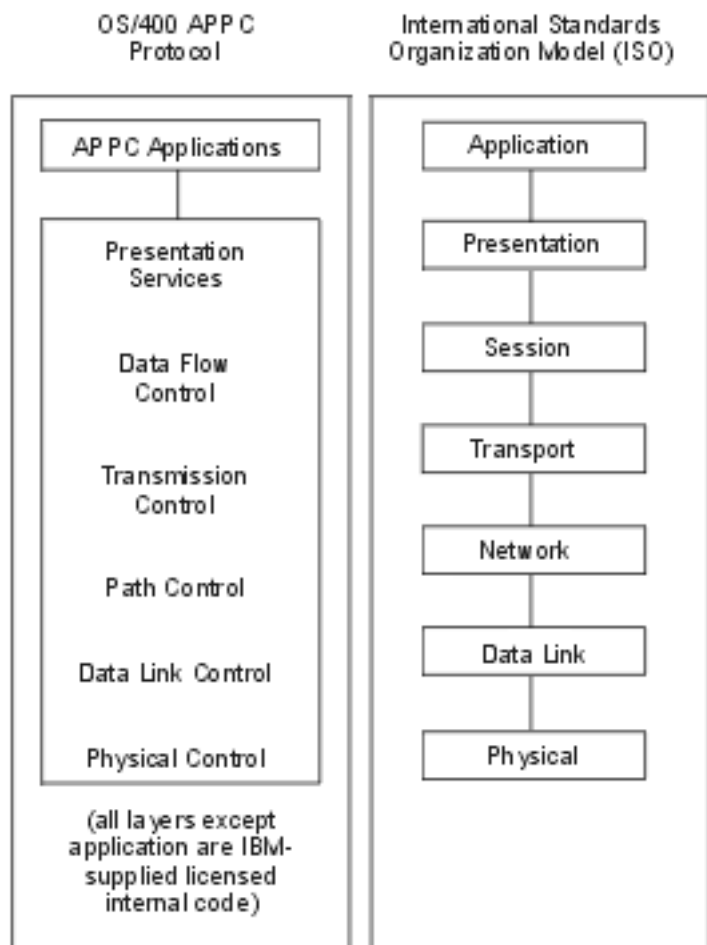 OS/400 APPC
Protocol
APPC Applications
Presentation
Services
Data Flow
Control
Transmission
Control
Path Control
Data Link Control
Physical Control
(all layers except
application are IBM-
supplied licensed
internal code)
International Standards
Organization Model (ISO)
Application
Presentation
Session
Transport
Network
Data Link
Physical